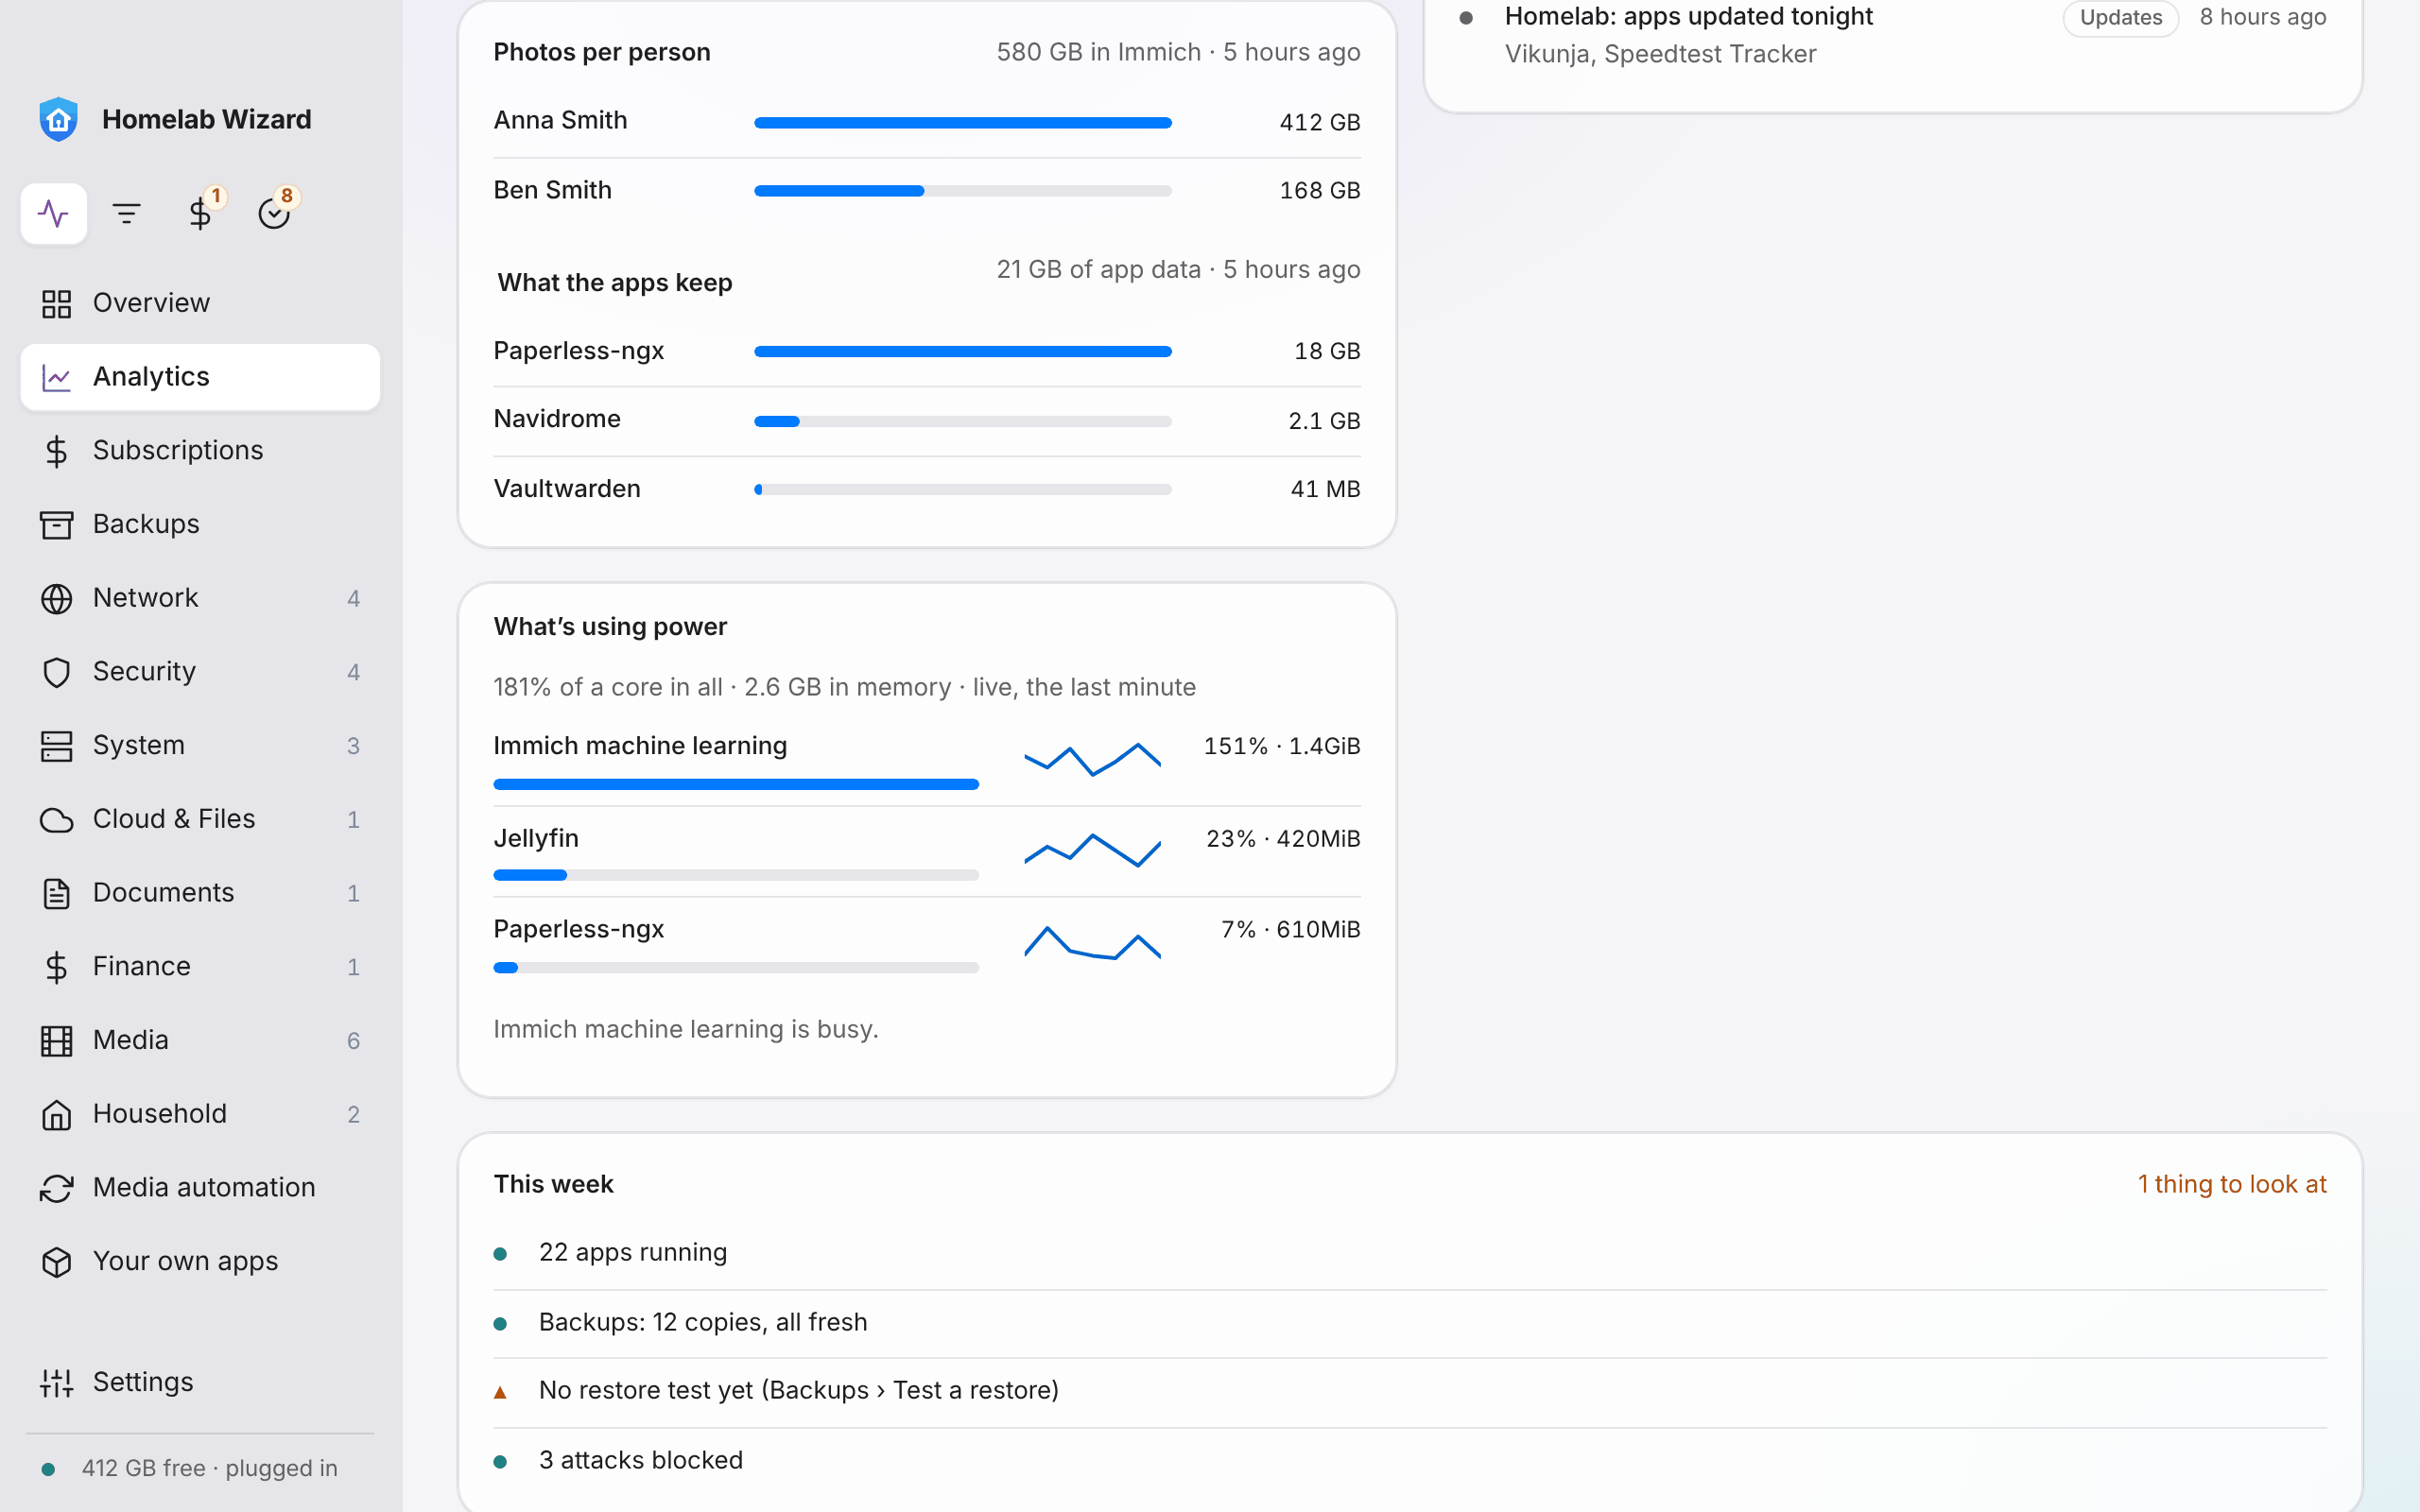 Homelab Wizard
1
8
Overview
Analytics
Subscriptions
Backups
Network 4
Security 4
System 3
Cloud & Files 1
Documents 1
Finance 1
Media 6
Household 2
Media automation
Your own apps
Settings
412 GB free · plugged in
Photos per person 580 GB in Immich · 5 hours ago
Anna Smith 412 GB
Ben Smith 168 GB
What the apps keep 21 GB of app data · 5 hours ago
Paperless-ngx 18 GB
Navidrome 2.1 GB
Vaultwarden 41 MB
Homelab: apps updated tonight Updates 8 hours ago
Vikunja, Speedtest Tracker
What’s using power
181% of a core in all · 2.6 GB in memory · live, the last minute
Immich machine learning 151% · 1.4GiB
Jellyfin 23% · 420MiB
Paperless-ngx 7% · 610MiB
Immich machine learning is busy.
This week 1 thing to look at
22 apps running
Backups: 12 copies, all fresh
No restore test yet (Backups › Test a restore)
3 attacks blocked